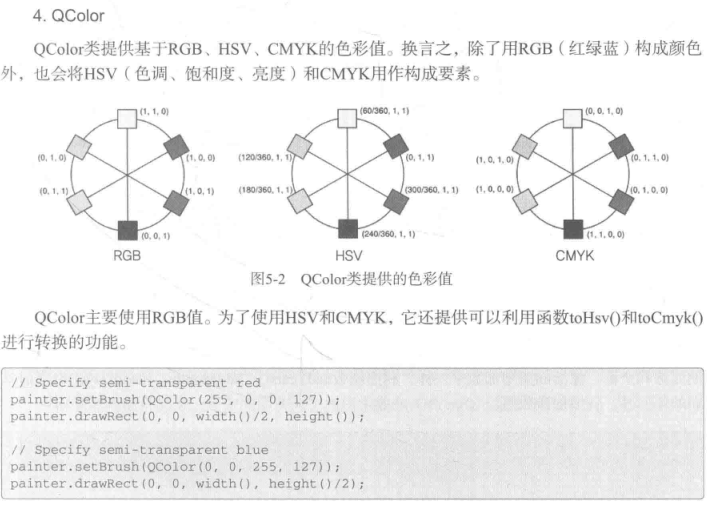 4. QColor
QColor类提供基于RGB、HSV、CMYK的色彩值。换言之，除了用RGB（红绿蓝）构成颜色
外，也会将HSV（色调、饱和度、亮度）和CMYK用作构成要素。
(1, 1, 0)
(0, 1, 0)
(1, 0, 0)
(0, 1, 1)
(1, 0, 1)
(0, 0, 1)
RGB
(60/360, 1, 1)
(120/360, 1, 1)
(0, 1, 1)
(180/360, 1, 1)
(300/360, 1, 1)
(240/360, 1, 1)
HSV
(0, 0, 1, 0)
(1, 0, 1, 0)
(0, 1, 1, 0)
(1, 0, 0, 0)
(0, 1, 0, 0)
(1, 1, 0, 0)
CMYK
图5-2 QColor类提供的色彩值
QColor主要使用RGB值。为了使用HSV和CMYK，它还提供可以利用函数toHsv()和toCmyk()
进行转换的功能。
// Specify semi-transparent red
painter.setBrush(QColor(255, 0, 0, 127));
painter.drawRect(0, 0, width()/2, height());
// Specify semi-transparent blue
painter.setBrush(QColor(0, 0, 255, 127));
painter.drawRect(0, 0, width(), height()/2);